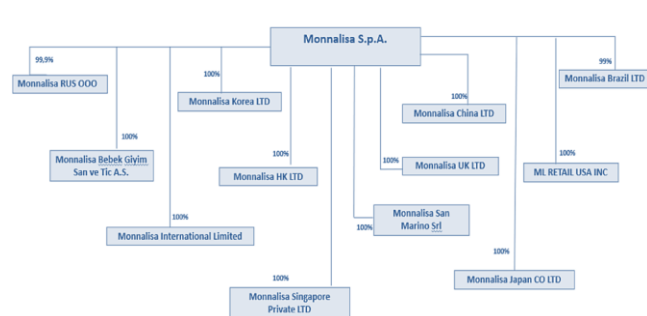 Monnalisa S.p.A.
99,9%
Monnalisa RUS OOO
100%
Monnalisa Korea LTD
100%
Monnalisa China LTD
99%
Monnalisa Brazil LTD
100%
Monnalisa Bebek Giyim
San ve Tic A.S.
100%
Monnalisa HK LTD
100%
Monnalisa UK LTD
100%
ML RETAIL USA INC
100%
Monnalisa International Limited
100%
Monnalisa San
Marino Srl
100%
Monnalisa Japan CO LTD
100%
Monnalisa Singapore
Private LTD